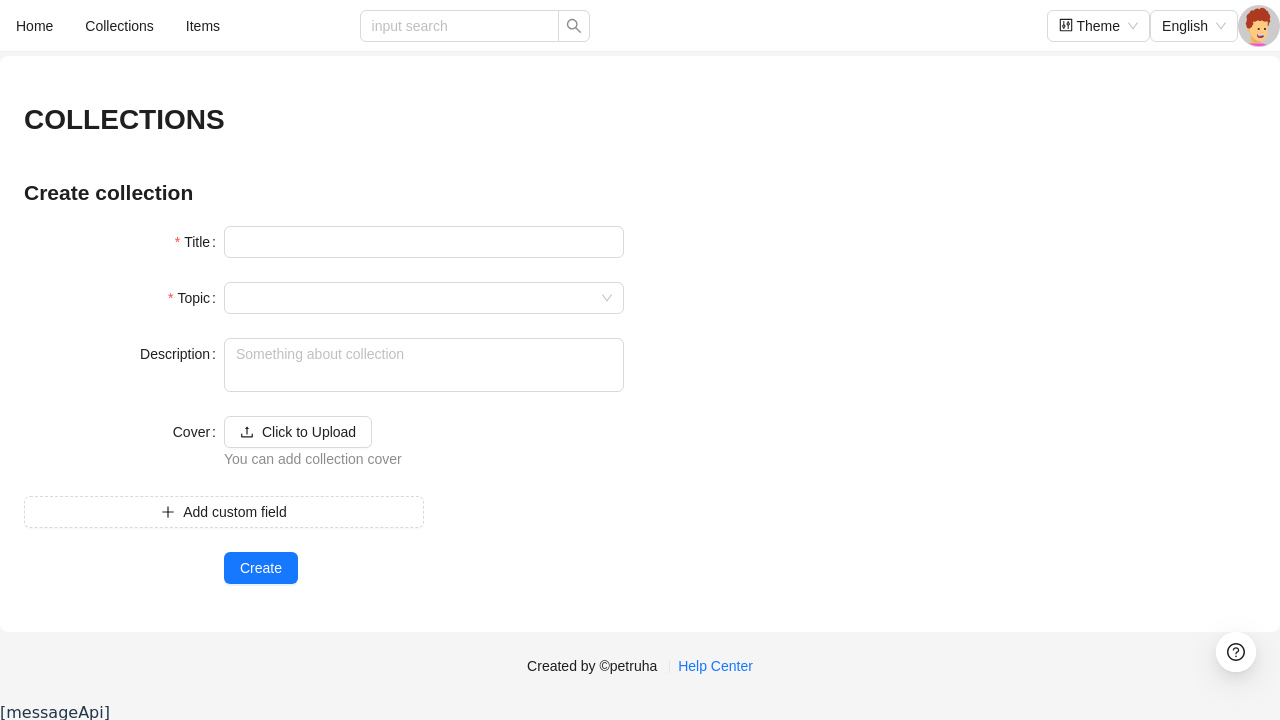 Home Collections Items input search Theme English
COLLECTIONS
Create collection
* Title :
* Topic :
Description : Something about collection
Cover : Click to Upload
You can add collection cover
Add custom field
Create
Created by ©petruha Help Center
[messageApi]